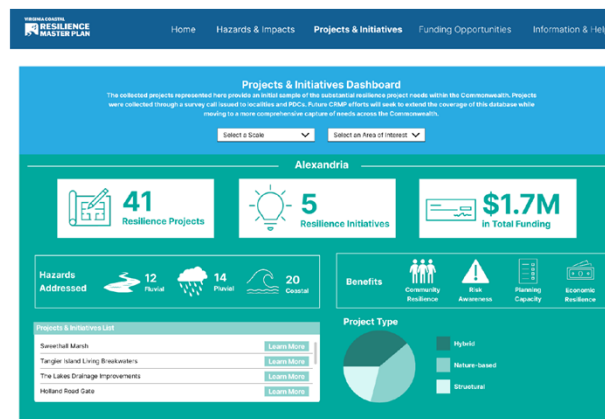 VIRGINIA COASTAL
RESILIENCE
MASTER PLAN
Home
Hazards & Impacts
Projects & Initiatives
Funding Opportunities
Information & Help
Projects & Initiatives Dashboard
The collected projects represented here provide an initial sample of the substantial resilience project needs within the Commonwealth. Projects
were collected through a survey call issued to localities and PDCs. Future CRMP efforts will seek to extend the coverage of this database while
moving to a more comprehensive capture of needs across the Commonwealth.
Select a Scale
Select an Area of Interest
Alexandria
41
Resilience Projects
5
Resilience Initiatives
$1.7M
in Total Funding
Hazards
Addressed
12
Fluvial
14
Pluvial
20
Coastal
Benefits
Community
Resilience
Risk
Awareness
Planning
Capacity
Economic
Resilience
Projects & Initiatives List
Sweethall Marsh
Learn More
Tangier Island Living Breakwaters
Learn More
The Lakes Drainage Improvements
Learn More
Holland Road Gate
Learn More
Project Type
Hybrid
Nature-based
Structural